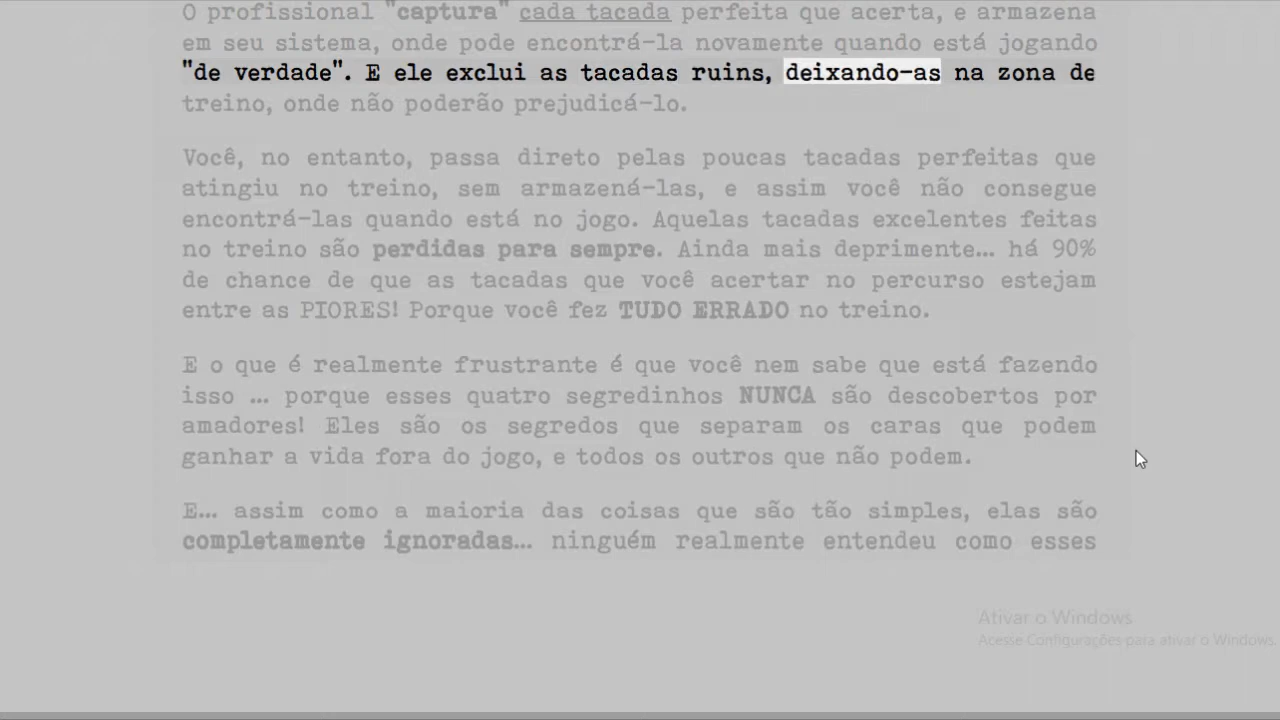 O profissional "captura" cada tacada perfeita que acerta, e armazena
em seu sistema, onde pode encontrá-la novamente quando está jogando
"de verdade". E ele exclui as tacadas ruins, deixando-as na zona de
treino, onde não poderão prejudicá-lo.
Você, no entanto, passa direto pelas poucas tacadas perfeitas que
atingiu no treino, sem armazená-las, e assim você não consegue
encontrá-las quando está no jogo. Aquelas tacadas excelentes feitas
no treino são perdidas para sempre. Ainda mais deprimente... há 90%
de chance de que as tacadas que você acertar no percurso estejam
entre as PIORES! Porque você fez TUDO ERRADO no treino.
E o que é realmente frustrante é que você nem sabe que está fazendo
isso ... porque esses quatro segredinhos NUNCA são descobertos por
amadores! Eles são os segredos que separam os caras que podem
ganhar a vida fora do jogo, e todos os outros que não podem.
E... assim como a maioria das coisas que são tão simples, elas são
completamente ignoradas... ninguém realmente entendeu como esses
Ativar o Windows
Acesse Configurações para ativar o Windows.